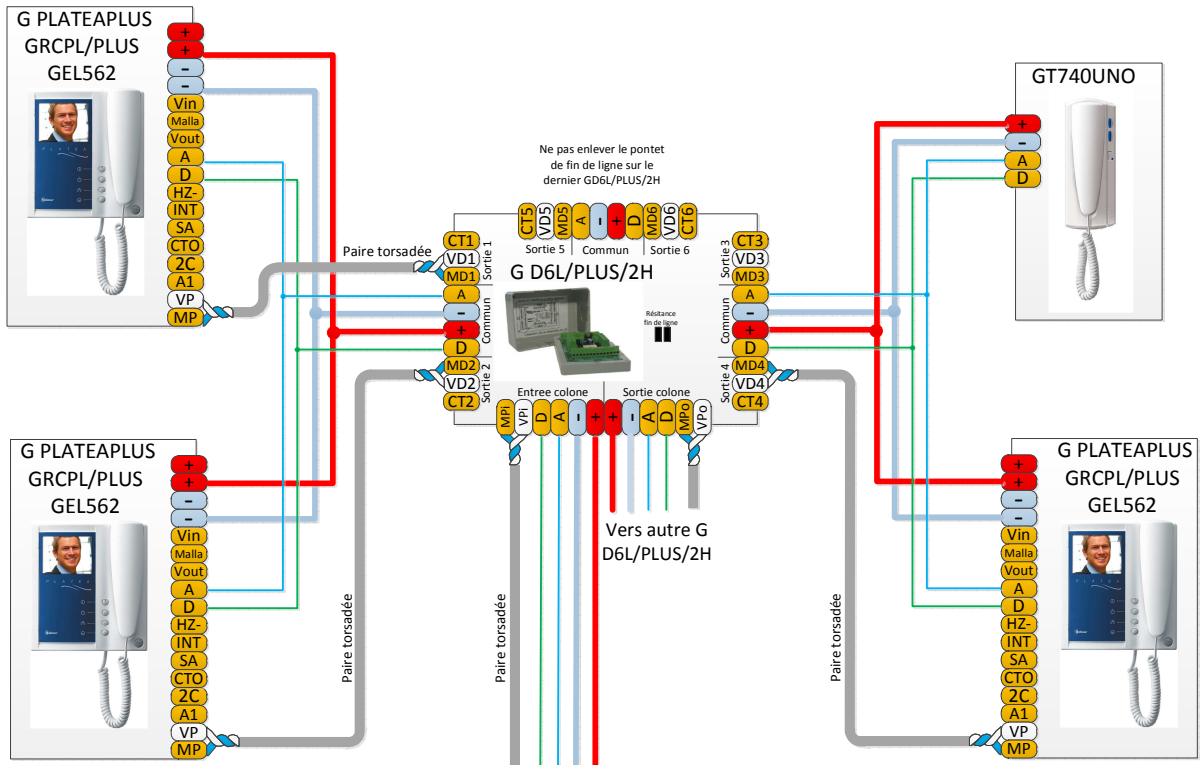 G PLATEAPLUS
GRCPL/PLUS
GEL562
+
+
-
-
Vin
Malla
Vout
A
D
HZ-
INT
SA
CTO
2C
A1
VP
MP
PLATEA
Paire torsadée
Ne pas enlever le pontet
de fin de ligne sur le
dernier GD6L/PLUS/2H
CT5
VD5
MD5
A
-
+
D
MD6
VD6
CT6
Sortie 5
Commun
Sortie 6
G D6L/PLUS/2H
CT1
VD1
MD1
Sortie 1
A
-
+
D
Commun
MD2
VD2
CT2
Sortie 2
Résitance
fin de ligne
CT3
VD3
MD3
Sortie 3
A
-
+
D
Commun
MD4
VD4
CT4
Sortie 4
Entree colone
Sortie colone
MPi
VPi
D
A
-
+
+
-
A
D
MPo
VPo
Vers autre G
D6L/PLUS/2H
GT740UNO
+
-
A
D
G PLATEAPLUS
GRCPL/PLUS
GEL562
+
+
-
-
Vin
Malla
Vout
A
D
HZ-
INT
SA
CTO
2C
A1
VP
MP
PLATEA
Paire torsadée
Paire torsadée
Paire torsadée
G PLATEAPLUS
GRCPL/PLUS
GEL562
+
+
-
-
Vin
Malla
Vout
A
D
HZ-
INT
SA
CTO
2C
A1
VP
MP
PLATEA